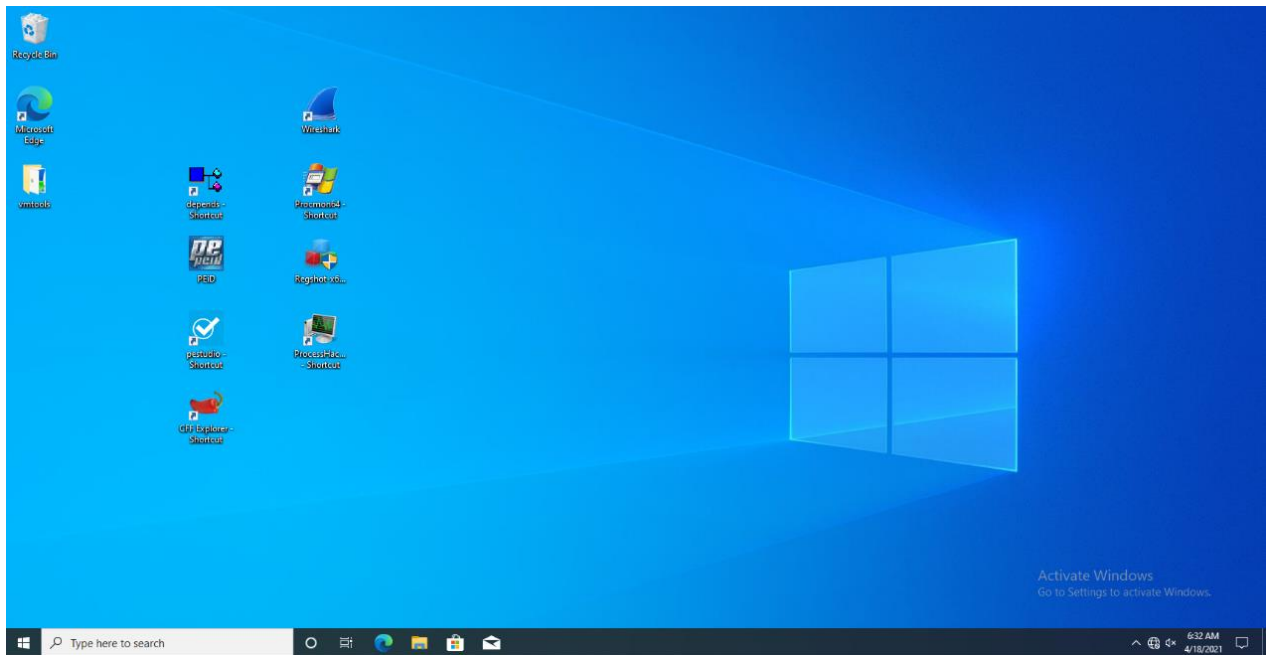 Recycle Bin
Microsoft
Edge
Wireshark
vmtools
depends -
Shortcut
Procmon64 -
Shortcut
pe
peid
PEiD
Regshot-x6...
pestudio -
Shortcut
ProcessHac...
- Shortcut
CFF Explorer -
Shortcut
Activate Windows
Go to Settings to activate Windows.
Type here to search
6:32 AM
4/18/2021